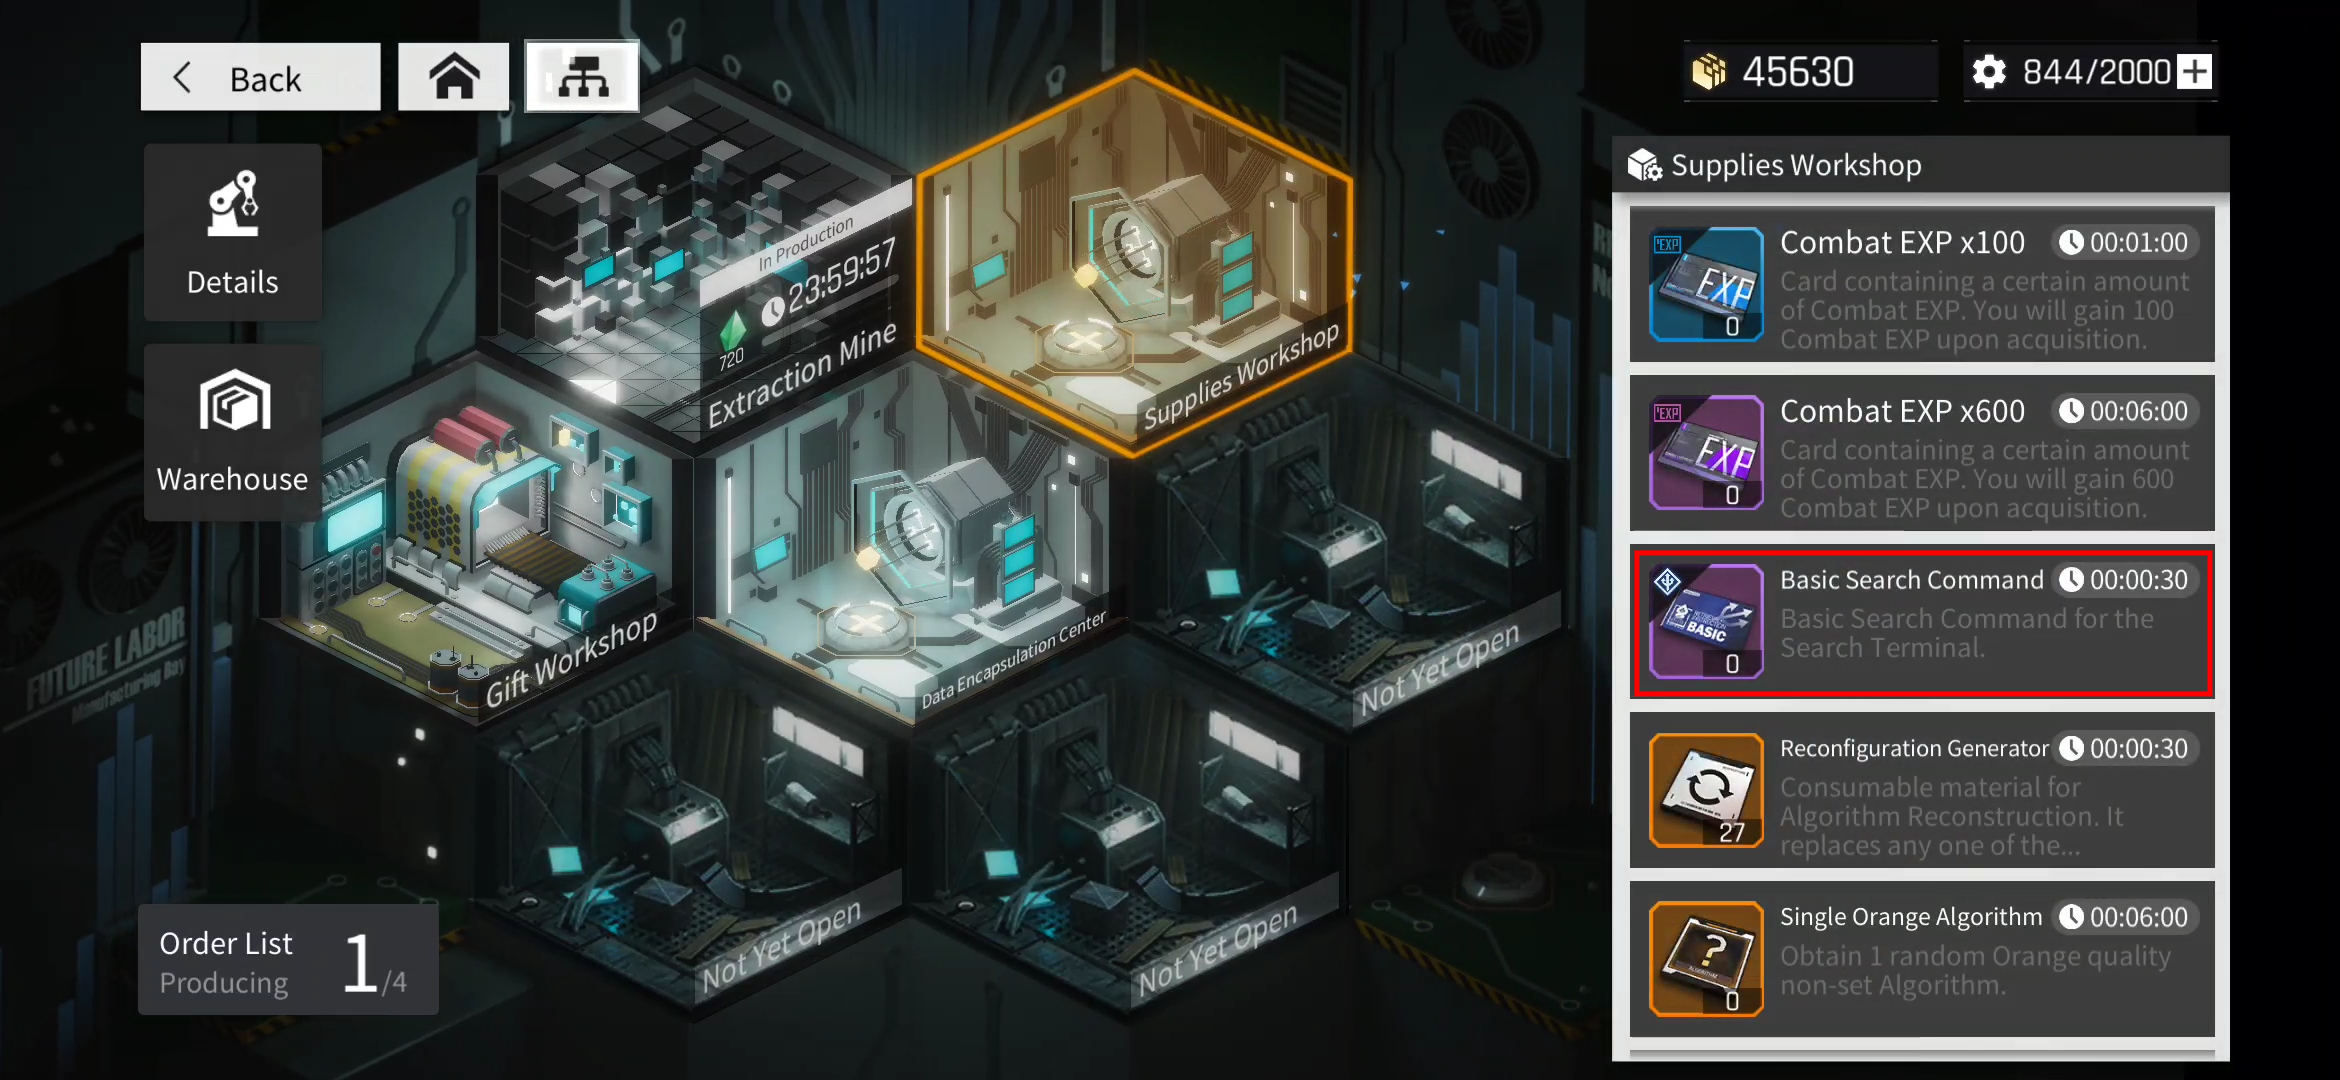 Back
45630
844/2000
Details
Warehouse
In Production
23:59:57
720
Extraction Mine
Supplies Workshop
Gift Workshop
Data Encapsulation Center
Not Yet Open
Not Yet Open
Not Yet Open
FUTURE LABOR
Manufacturing Bay
Order List
Producing
1/4
Supplies Workshop
EXP
EXP
0
Combat EXP x100
00:01:00
Card containing a certain amount
of Combat EXP. You will gain 100
Combat EXP upon acquisition.
EXP
EXP
0
Combat EXP x600
00:06:00
Card containing a certain amount
of Combat EXP. You will gain 600
Combat EXP upon acquisition.
BASIC
0
Basic Search Command
00:00:30
Basic Search Command for the
Search Terminal.
27
Reconfiguration Generator
00:00:30
Consumable material for
Algorithm Reconstruction. It
replaces any one of the...
?
ALGORITHM
0
Single Orange Algorithm
00:06:00
Obtain 1 random Orange quality
non-set Algorithm.